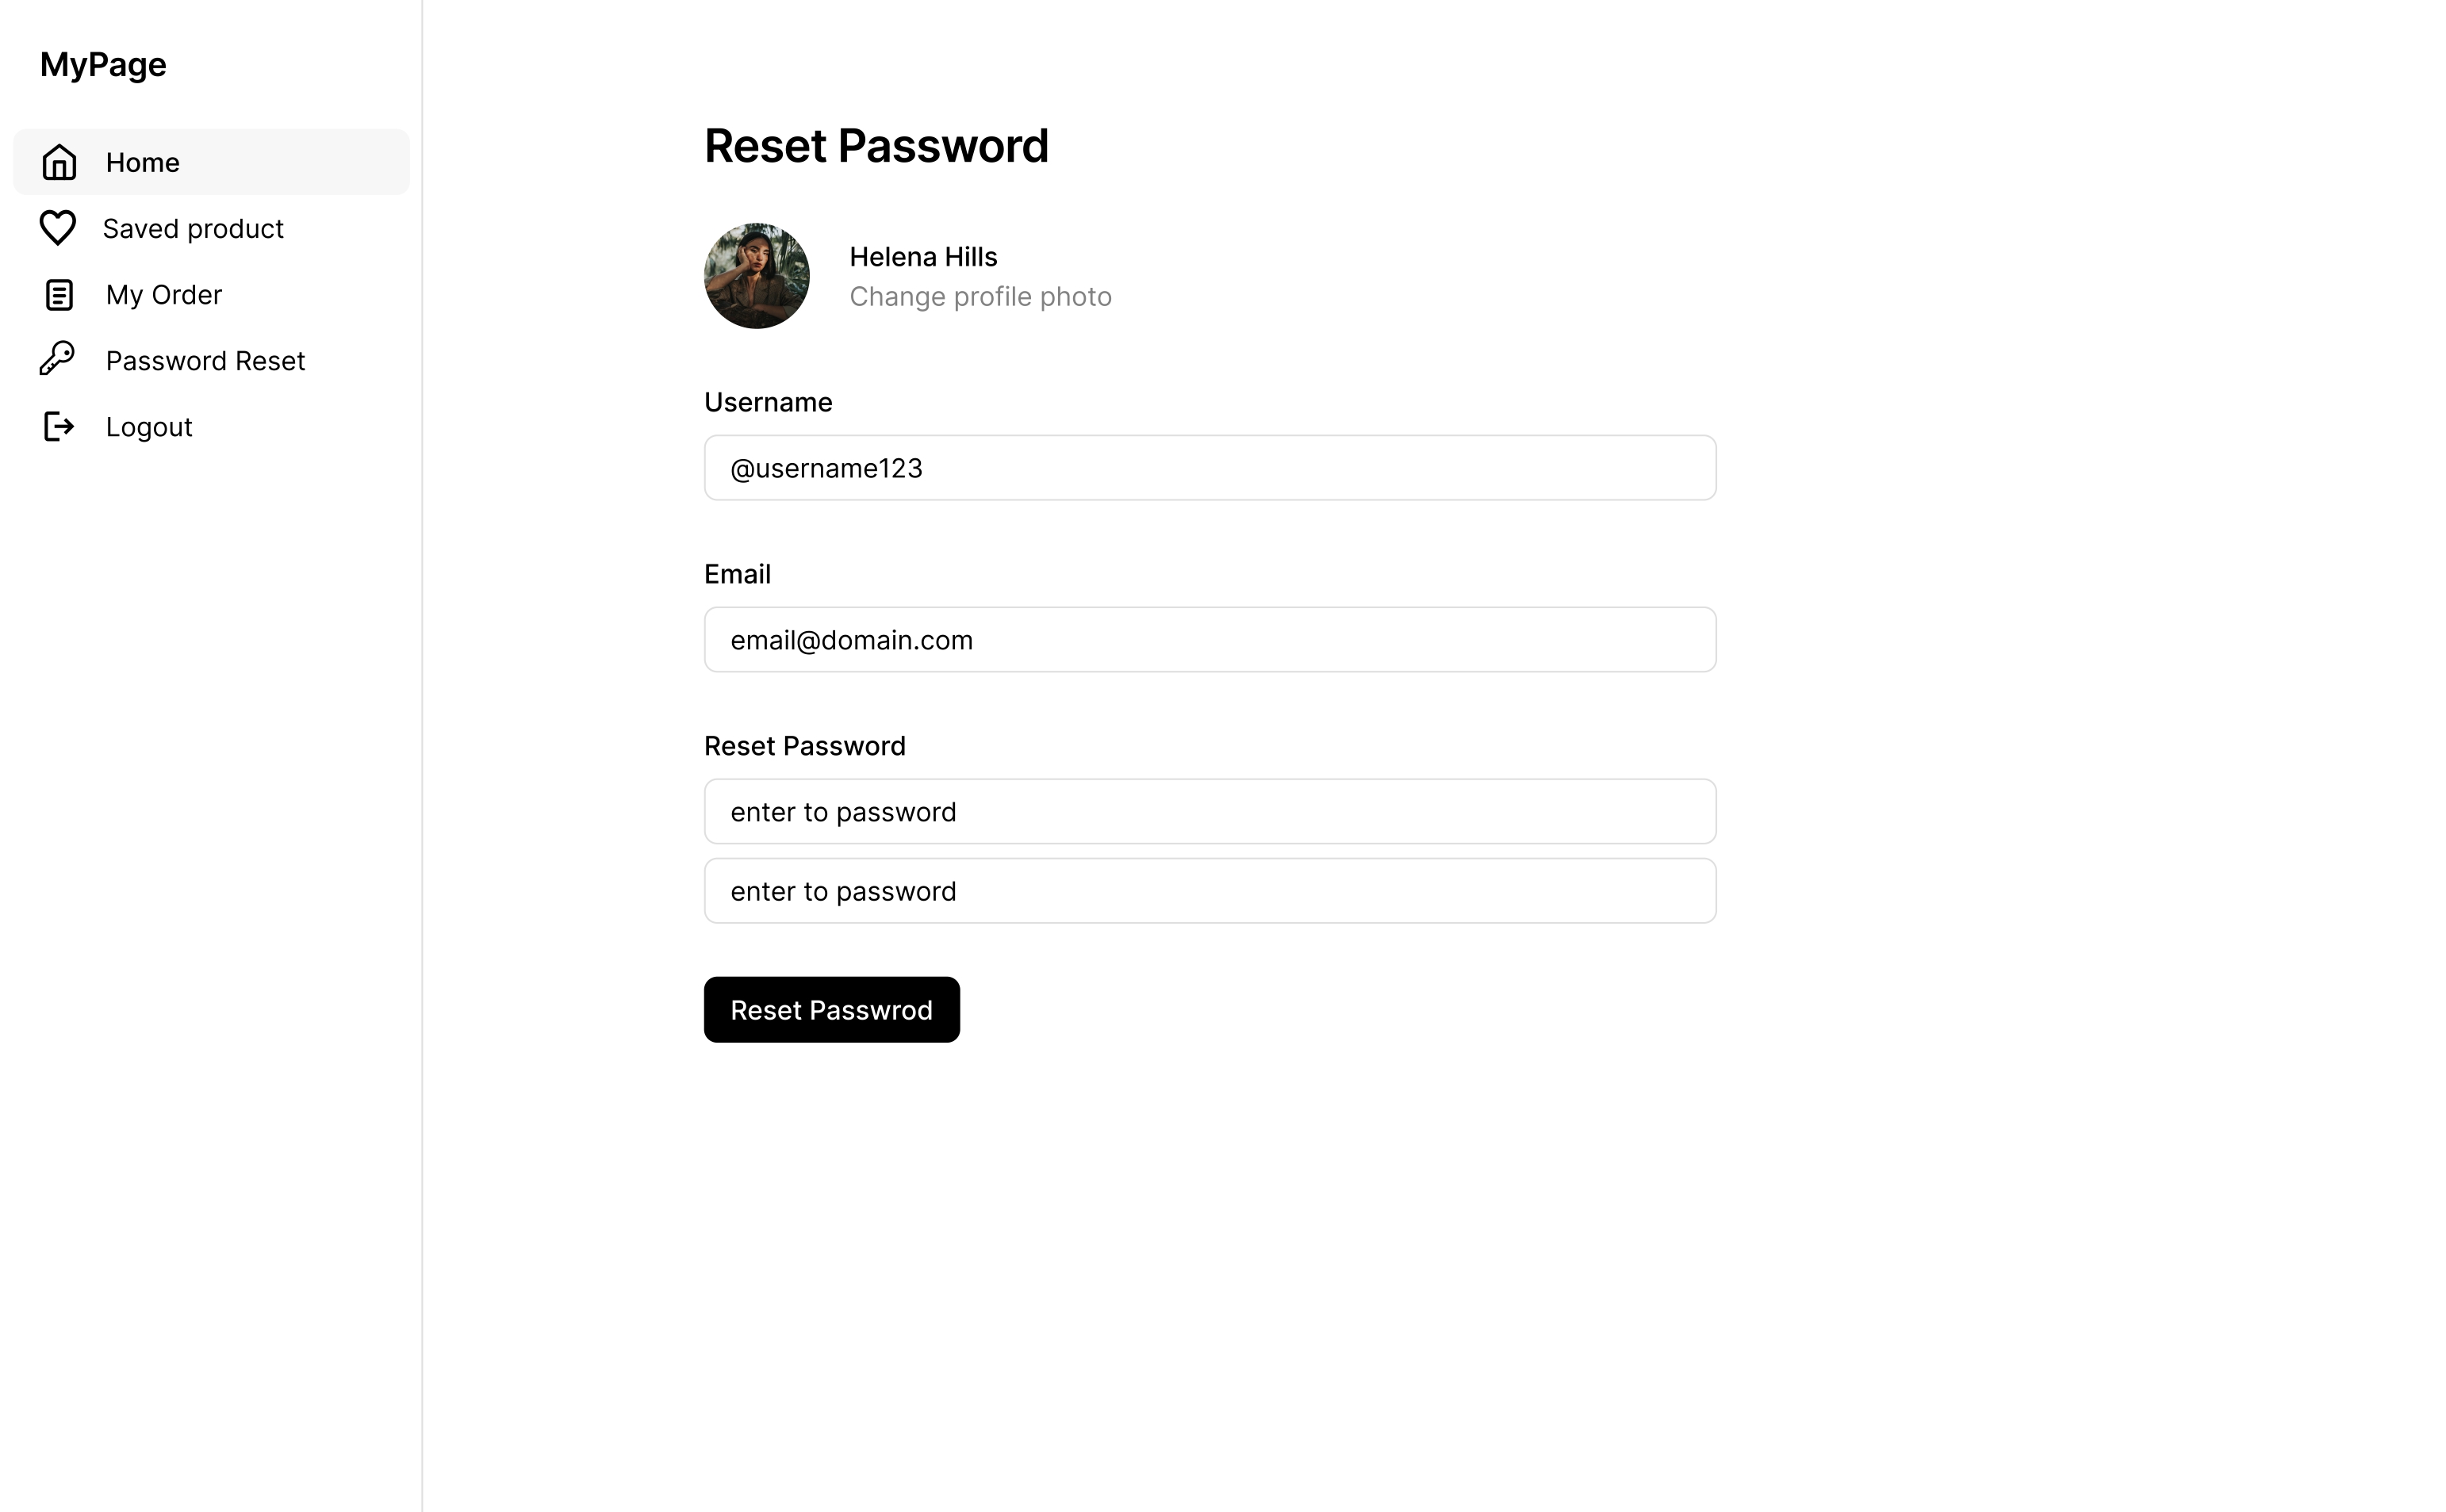 MyPage
Home
Saved product
My Order
Password Reset
Logout
Reset Password
Helena Hills
Change profile photo
Username
@username123
Email
email@domain.com
Reset Password
enter to password
enter to password
Reset Passwrod